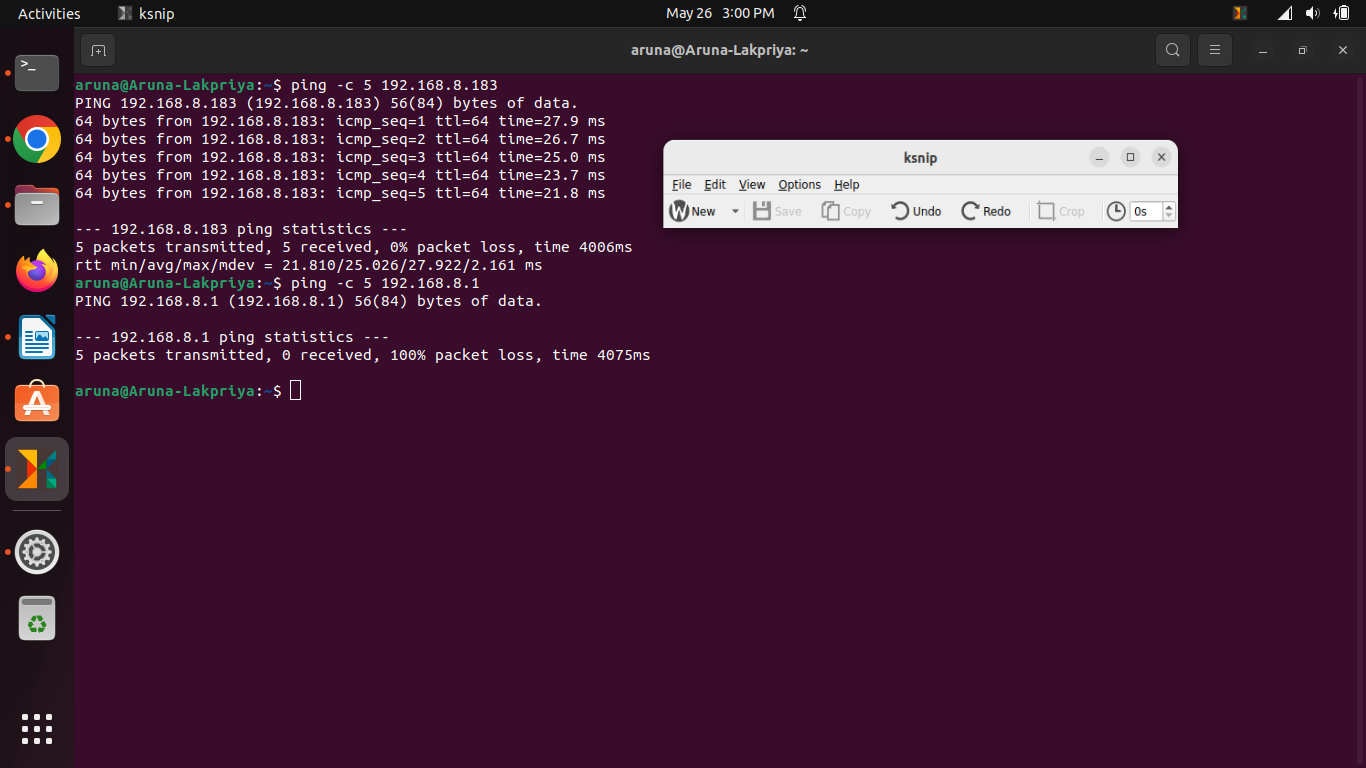 Activities ksnip May 26 3:00 PM
aruna@Aruna-Lakpriya: ~
aruna@Aruna-Lakpriya:~$ ping -c 5 192.168.8.183
PING 192.168.8.183 (192.168.8.183) 56(84) bytes of data.
64 bytes from 192.168.8.183: icmp_seq=1 ttl=64 time=27.9 ms
64 bytes from 192.168.8.183: icmp_seq=2 ttl=64 time=26.7 ms
64 bytes from 192.168.8.183: icmp_seq=3 ttl=64 time=25.0 ms
64 bytes from 192.168.8.183: icmp_seq=4 ttl=64 time=23.7 ms
64 bytes from 192.168.8.183: icmp_seq=5 ttl=64 time=21.8 ms
--- 192.168.8.183 ping statistics ---
5 packets transmitted, 5 received, 0% packet loss, time 4006ms
rtt min/avg/max/mdev = 21.810/25.026/27.922/2.161 ms
aruna@Aruna-Lakpriya:~$ ping -c 5 192.168.8.1
PING 192.168.8.1 (192.168.8.1) 56(84) bytes of data.
--- 192.168.8.1 ping statistics ---
5 packets transmitted, 0 received, 100% packet loss, time 4075ms
aruna@Aruna-Lakpriya:~$
ksnip
File Edit View Options Help
New Save Copy Undo Redo Crop 0s